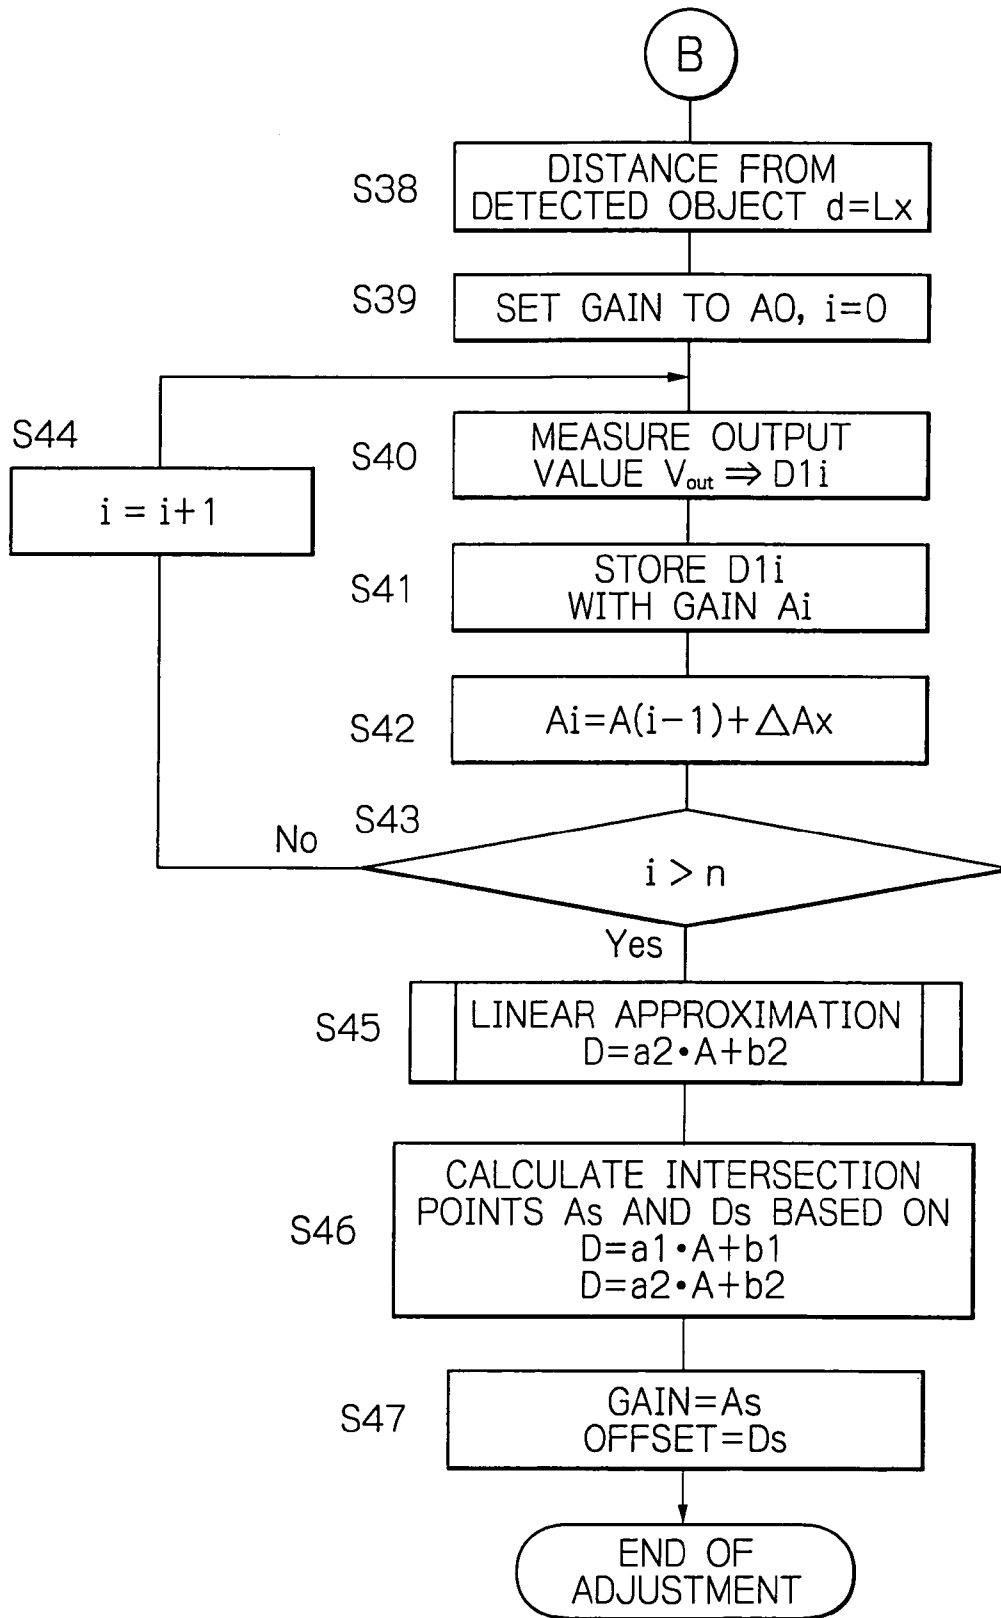 B
S38
DISTANCE FROM
DETECTED OBJECT d=Lx
S39
SET GAIN TO A0, i=0
S44
i = i+1
S40
MEASURE OUTPUT
VALUE Vout ⇒ D1i
S41
STORE D1i
WITH GAIN Ai
S42
Ai=A(i-1)+△Ax
S43
No
i > n
Yes
S45
LINEAR APPROXIMATION
D=a2•A+b2
S46
CALCULATE INTERSECTION
POINTS As AND Ds BASED ON
D=a1•A+b1
D=a2•A+b2
S47
GAIN=As
OFFSET=Ds
END OF
ADJUSTMENT